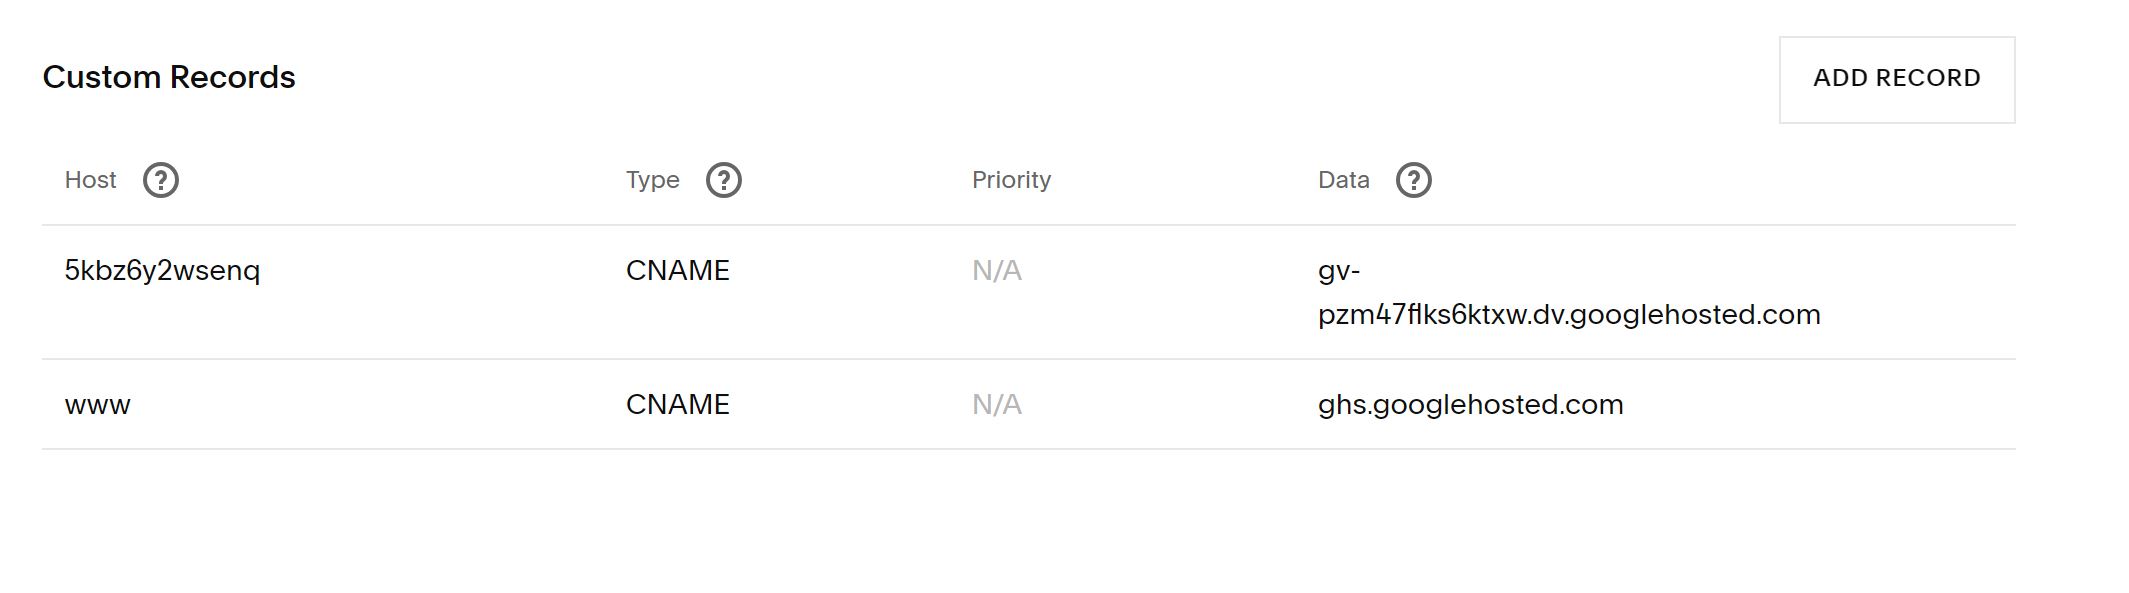 Custom Records
ADD RECORD
Host
Type
Priority
Data
5kbz6y2wsenq
CNAME
N/A
gv-
pzm47flks6ktxw.dv.googlehosted.com
www
CNAME
N/A
ghs.googlehosted.com